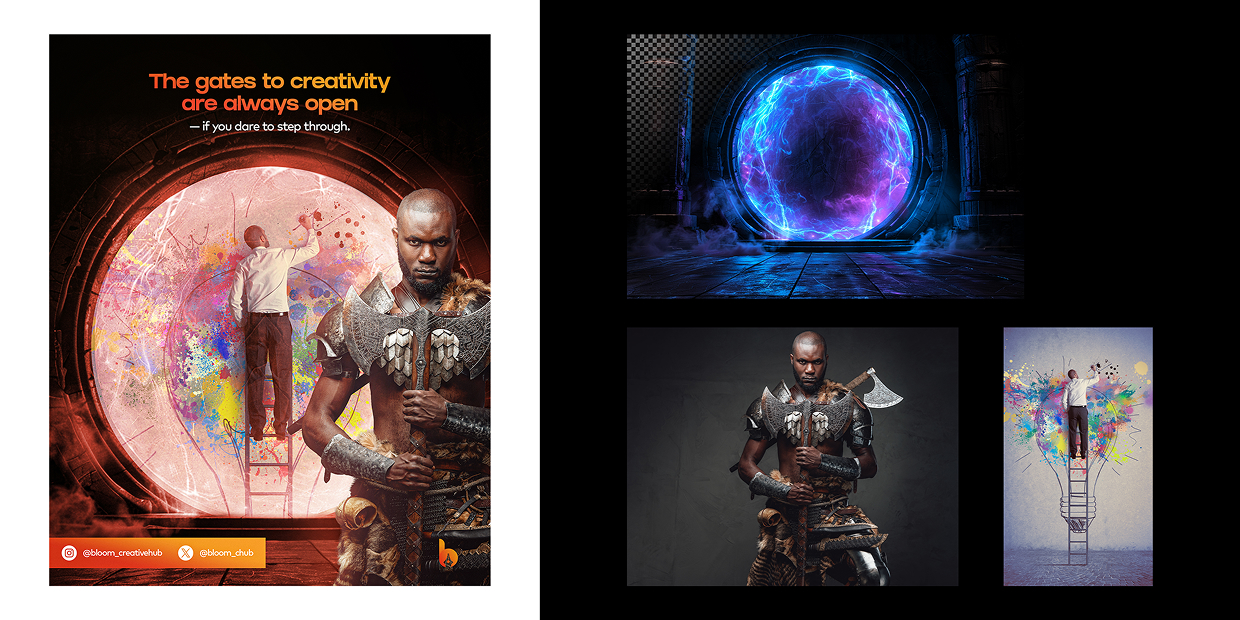 The gates to creativity
are always open
— if you dare to step through.
@bloom_creativehub @bloom_chub